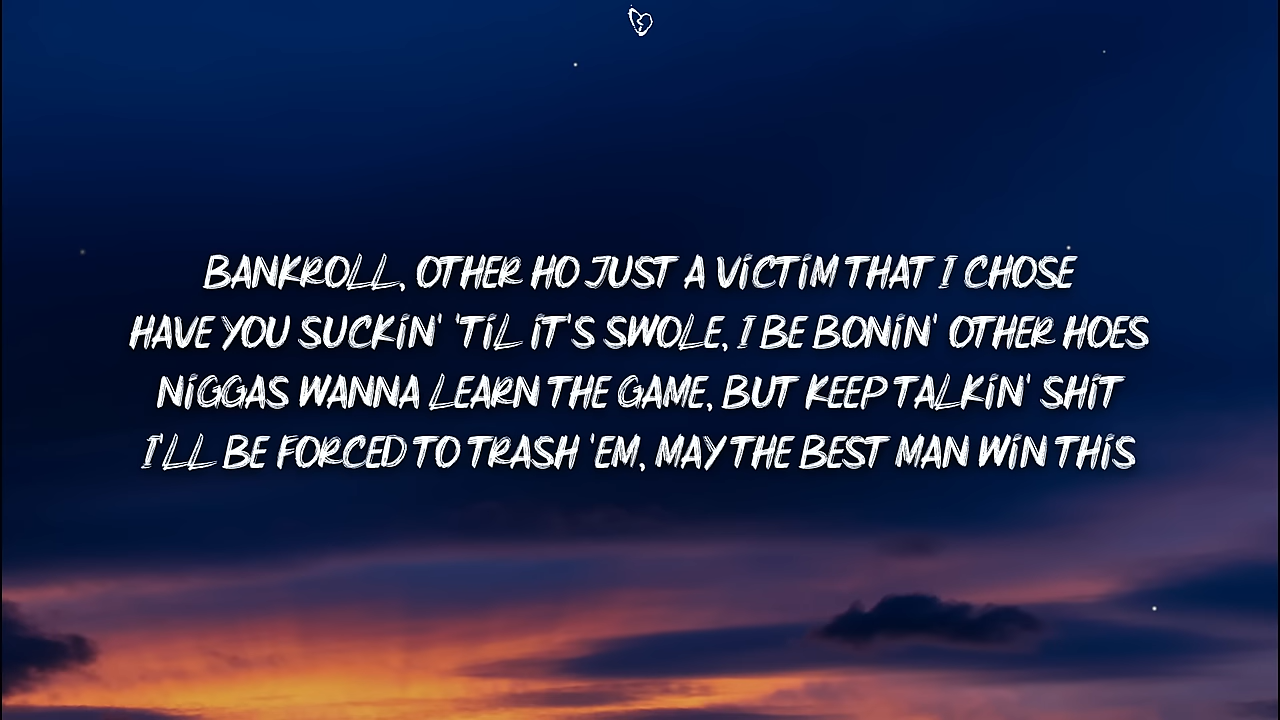 BANKROLL, OTHER HO JUST A ViCTiM THAT I CHOSE
HAVE YOU SUCKiN' 'TiL iT'S SWOLE, I BE BONiN' OTHER HOES
NiGGAS WANNA LEARN THE GAME, BUT KEEP TALKiN' SHiT
I'LL BE FORCED TO TRASH 'EM, MAY THE BEST MAN WiN THiS